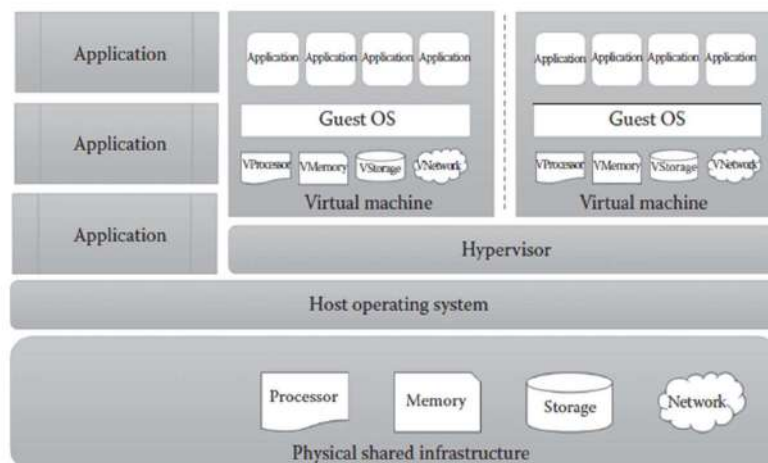 Application
Application
Application
Application Application Application Application
Guest OS
VProcessor VMemory VStorage VNetwork
Virtual machine
Application Application Application Application
Guest OS
VProcessor VMemory VStorage VNetwork
Virtual machine
Hypervisor
Host operating system
Processor Memory Storage Network
Physical shared infrastructure